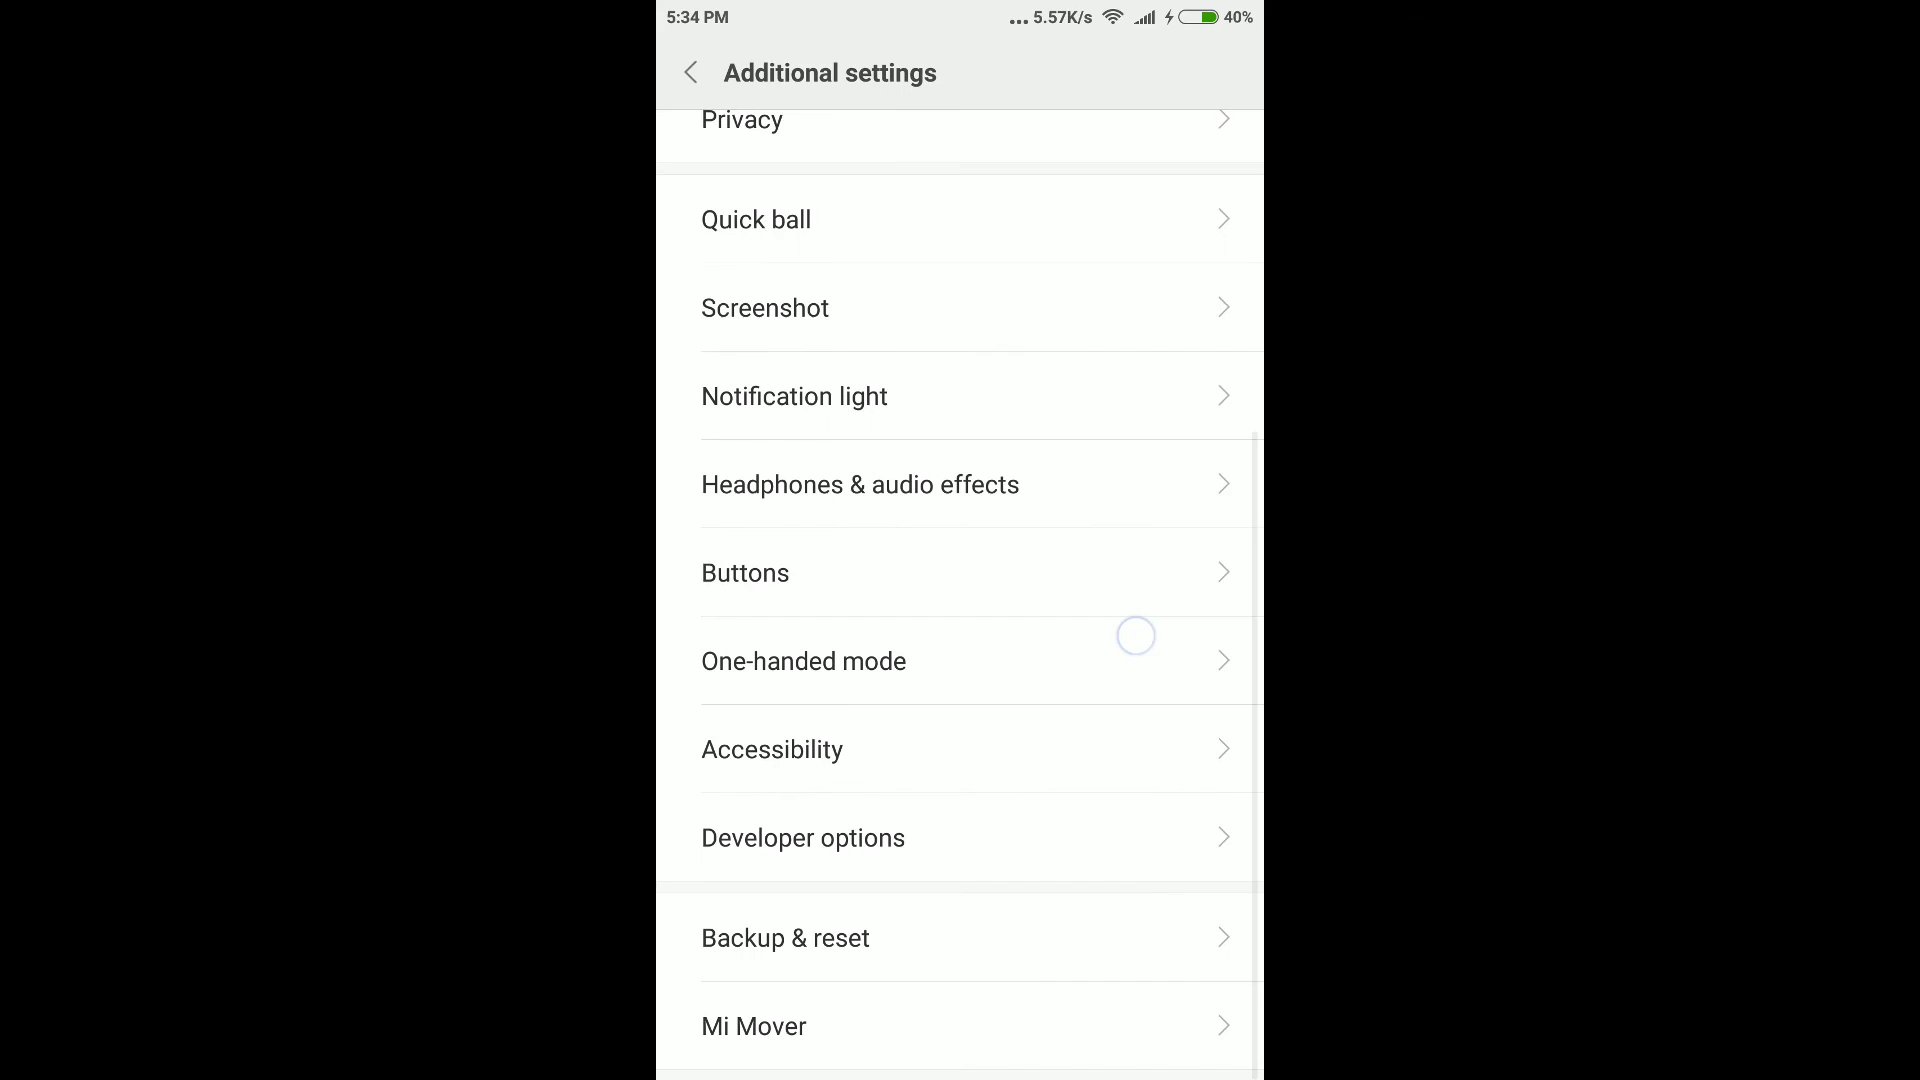 5:34 PM ... 5.57K/s 40%
Additional settings
Privacy
Quick ball
Screenshot
Notification light
Headphones & audio effects
Buttons
One-handed mode
Accessibility
Developer options
Backup & reset
Mi Mover